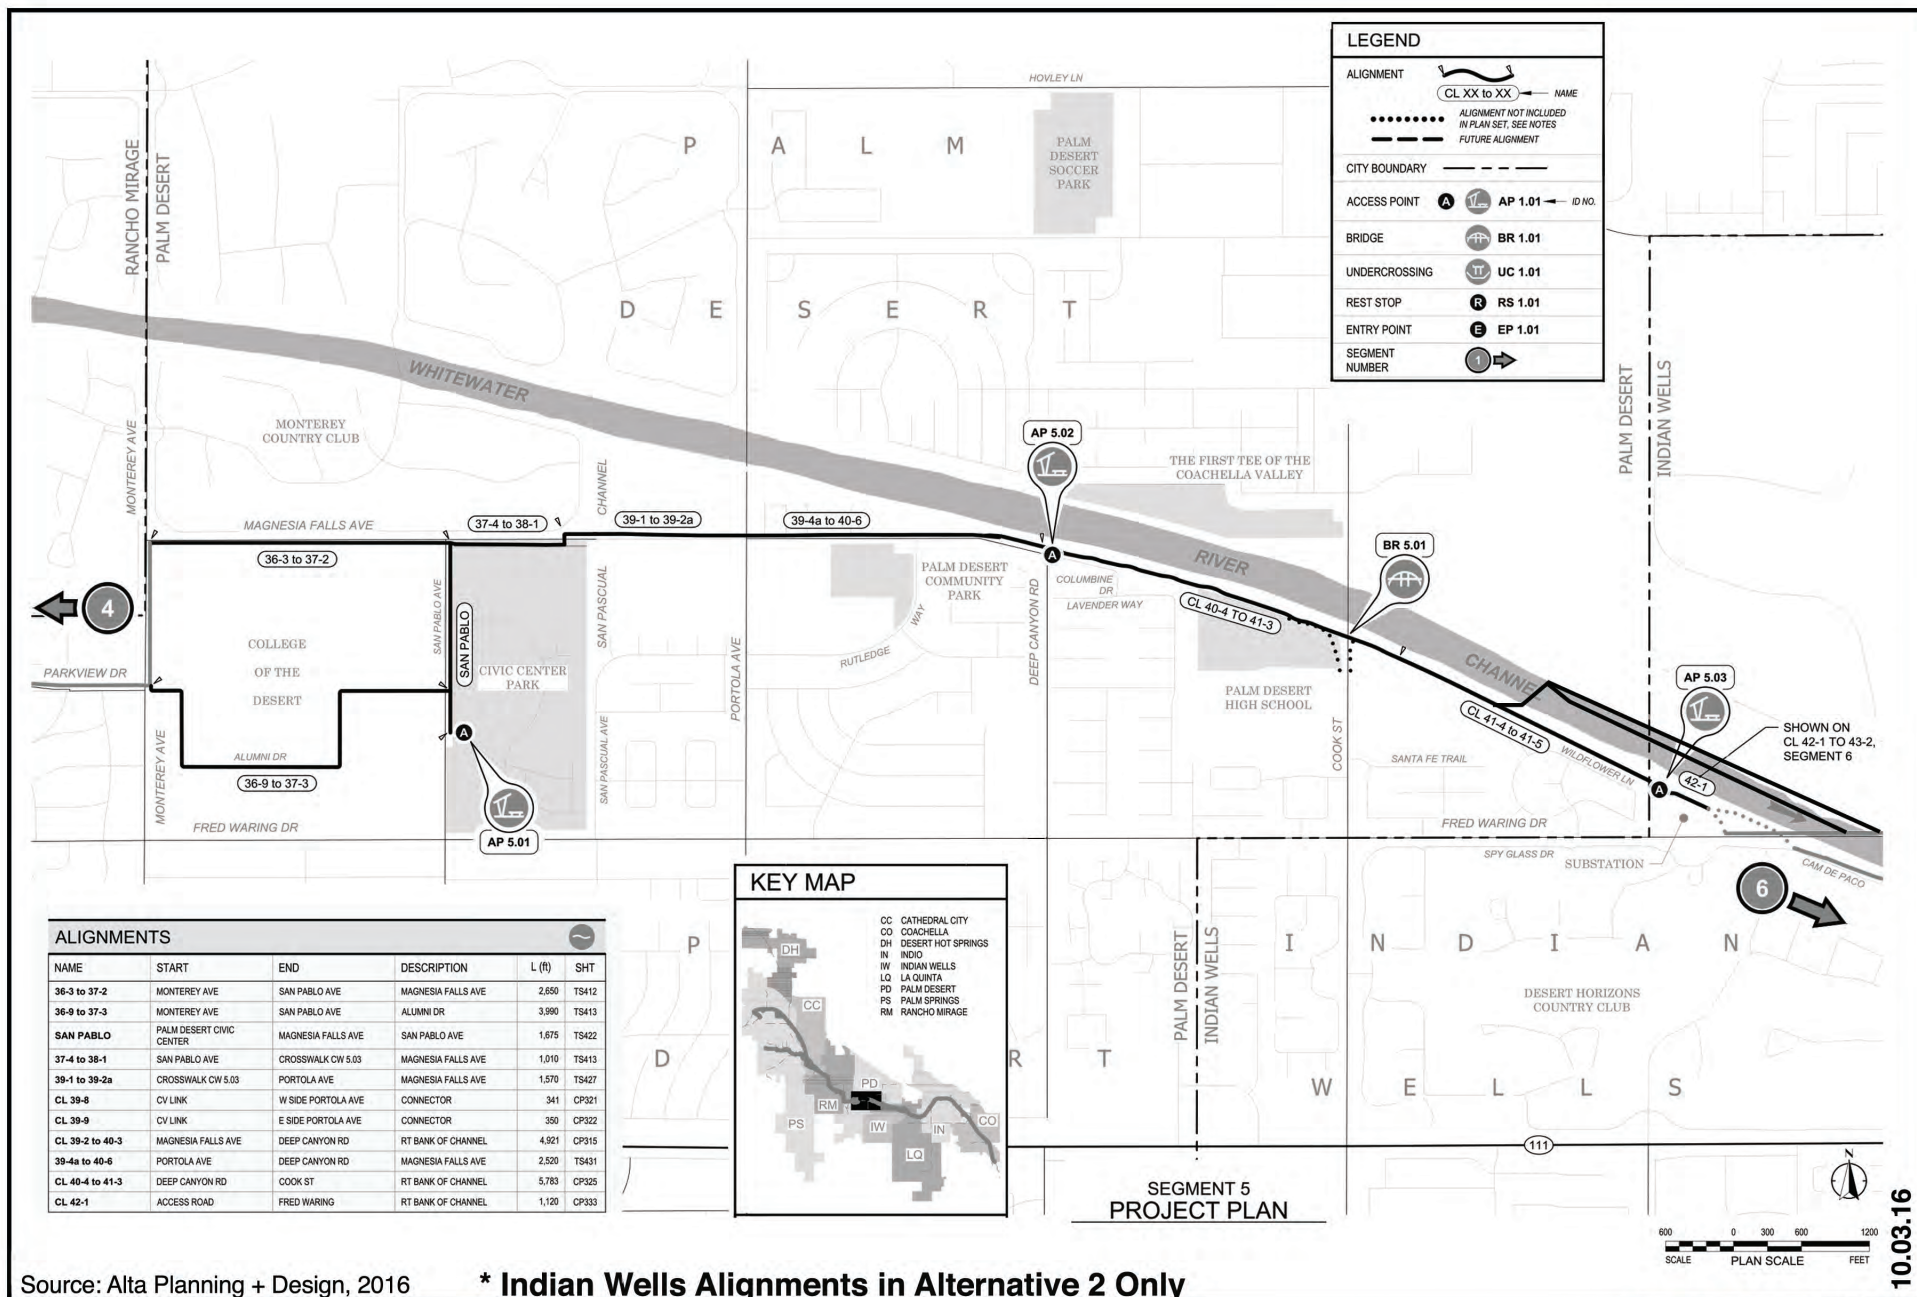 LEGEND
ALIGNMENT
CL XX to XX
NAME
ALIGNMENT NOT INCLUDED
IN PLAN SET, SEE NOTES
FUTURE ALIGNMENT
CITY BOUNDARY
ACCESS POINT A AP 1.01 ID NO.
BRIDGE BR 1.01
UNDERCROSSING UC 1.01
REST STOP R RS 1.01
ENTRY POINT E EP 1.01
SEGMENT
NUMBER
1
HOVLEY LN
RANCHO MIRAGE
PALM DESERT
P A L M
D E S E R T
PALM
DESERT
SOCCER
PARK
PALM DESERT
INDIAN WELLS
WHITEWATER
RIVER
CHANNEL
MONTEREY
COUNTRY CLUB
MONTEREY AVE
CHANNEL
AP 5.02
THE FIRST TEE OF THE
COACHELLA VALLEY
MAGNESIA FALLS AVE
37-4 to 38-1
39-1 to 39-2a
39-4a to 40-6
36-3 to 37-2
A
BR 5.01
4
PALM DESERT
COMMUNITY
PARK
COLUMBINE
DR
LAVENDER WAY
CL 40-4 TO 41-3
COLLEGE
OF THE
DESERT
SAN PABLO AVE
SAN PABLO
CIVIC CENTER
PARK
SAN PASCUAL
RUTLEDGE
WAY
DEEP CANYON RD
PORTOLA AVE
PARKVIEW DR
PALM DESERT
HIGH SCHOOL
AP 5.03
CL 41-4 to 41-5
SHOWN ON
CL 42-1 TO 43-2,
SEGMENT 6
COOK ST
SANTA FE TRAIL
WILDFLOWER LN
A
42-1
MONTEREY AVE
ALUMNI DR
36-9 to 37-3
A
SAN PASCUAL AVE
FRED WARING DR
AP 5.01
FRED WARING DR
SPY GLASS DR
SUBSTATION
CAM DE PACO
6
PALM DESERT
INDIAN WELLS
I N D I A N
W E L L S
DESERT HORIZONS
COUNTRY CLUB
P
D
R T
111
KEY MAP
CC CATHEDRAL CITY
CO COACHELLA
DH DESERT HOT SPRINGS
IN INDIO
IW INDIAN WELLS
LQ LA QUINTA
PD PALM DESERT
PS PALM SPRINGS
RM RANCHO MIRAGE
DH
CC
PD
RM
PS
IW
IN
CO
LQ
ALIGNMENTS
NAME START END DESCRIPTION L (ft) SHT
36-3 to 37-2 MONTEREY AVE SAN PABLO AVE MAGNESIA FALLS AVE 2,650 TS412
36-9 to 37-3 MONTEREY AVE SAN PABLO AVE ALUMNI DR 3,990 TS413
SAN PABLO PALM DESERT CIVIC CENTER MAGNESIA FALLS AVE SAN PABLO AVE 1,675 TS422
37-4 to 38-1 SAN PABLO AVE CROSSWALK CW 5.03 MAGNESIA FALLS AVE 1,010 TS413
39-1 to 39-2a CROSSWALK CW 5.03 PORTOLA AVE MAGNESIA FALLS AVE 1,570 TS427
CL 39-8 CV LINK W SIDE PORTOLA AVE CONNECTOR 341 CP321
CL 39-9 CV LINK E SIDE PORTOLA AVE CONNECTOR 350 CP322
CL 39-2 to 40-3 MAGNESIA FALLS AVE DEEP CANYON RD RT BANK OF CHANNEL 4,921 CP315
39-4a to 40-6 PORTOLA AVE DEEP CANYON RD MAGNESIA FALLS AVE 2,520 TS431
CL 40-4 to 41-3 DEEP CANYON RD COOK ST RT BANK OF CHANNEL 5,783 CP325
CL 42-1 ACCESS ROAD FRED WARING RT BANK OF CHANNEL 1,120 CP333
SEGMENT 5
PROJECT PLAN
N
600 0 300 600 1200
SCALE PLAN SCALE FEET
10.03.16
Source: Alta Planning + Design, 2016
* Indian Wells Alignments in Alternative 2 Only